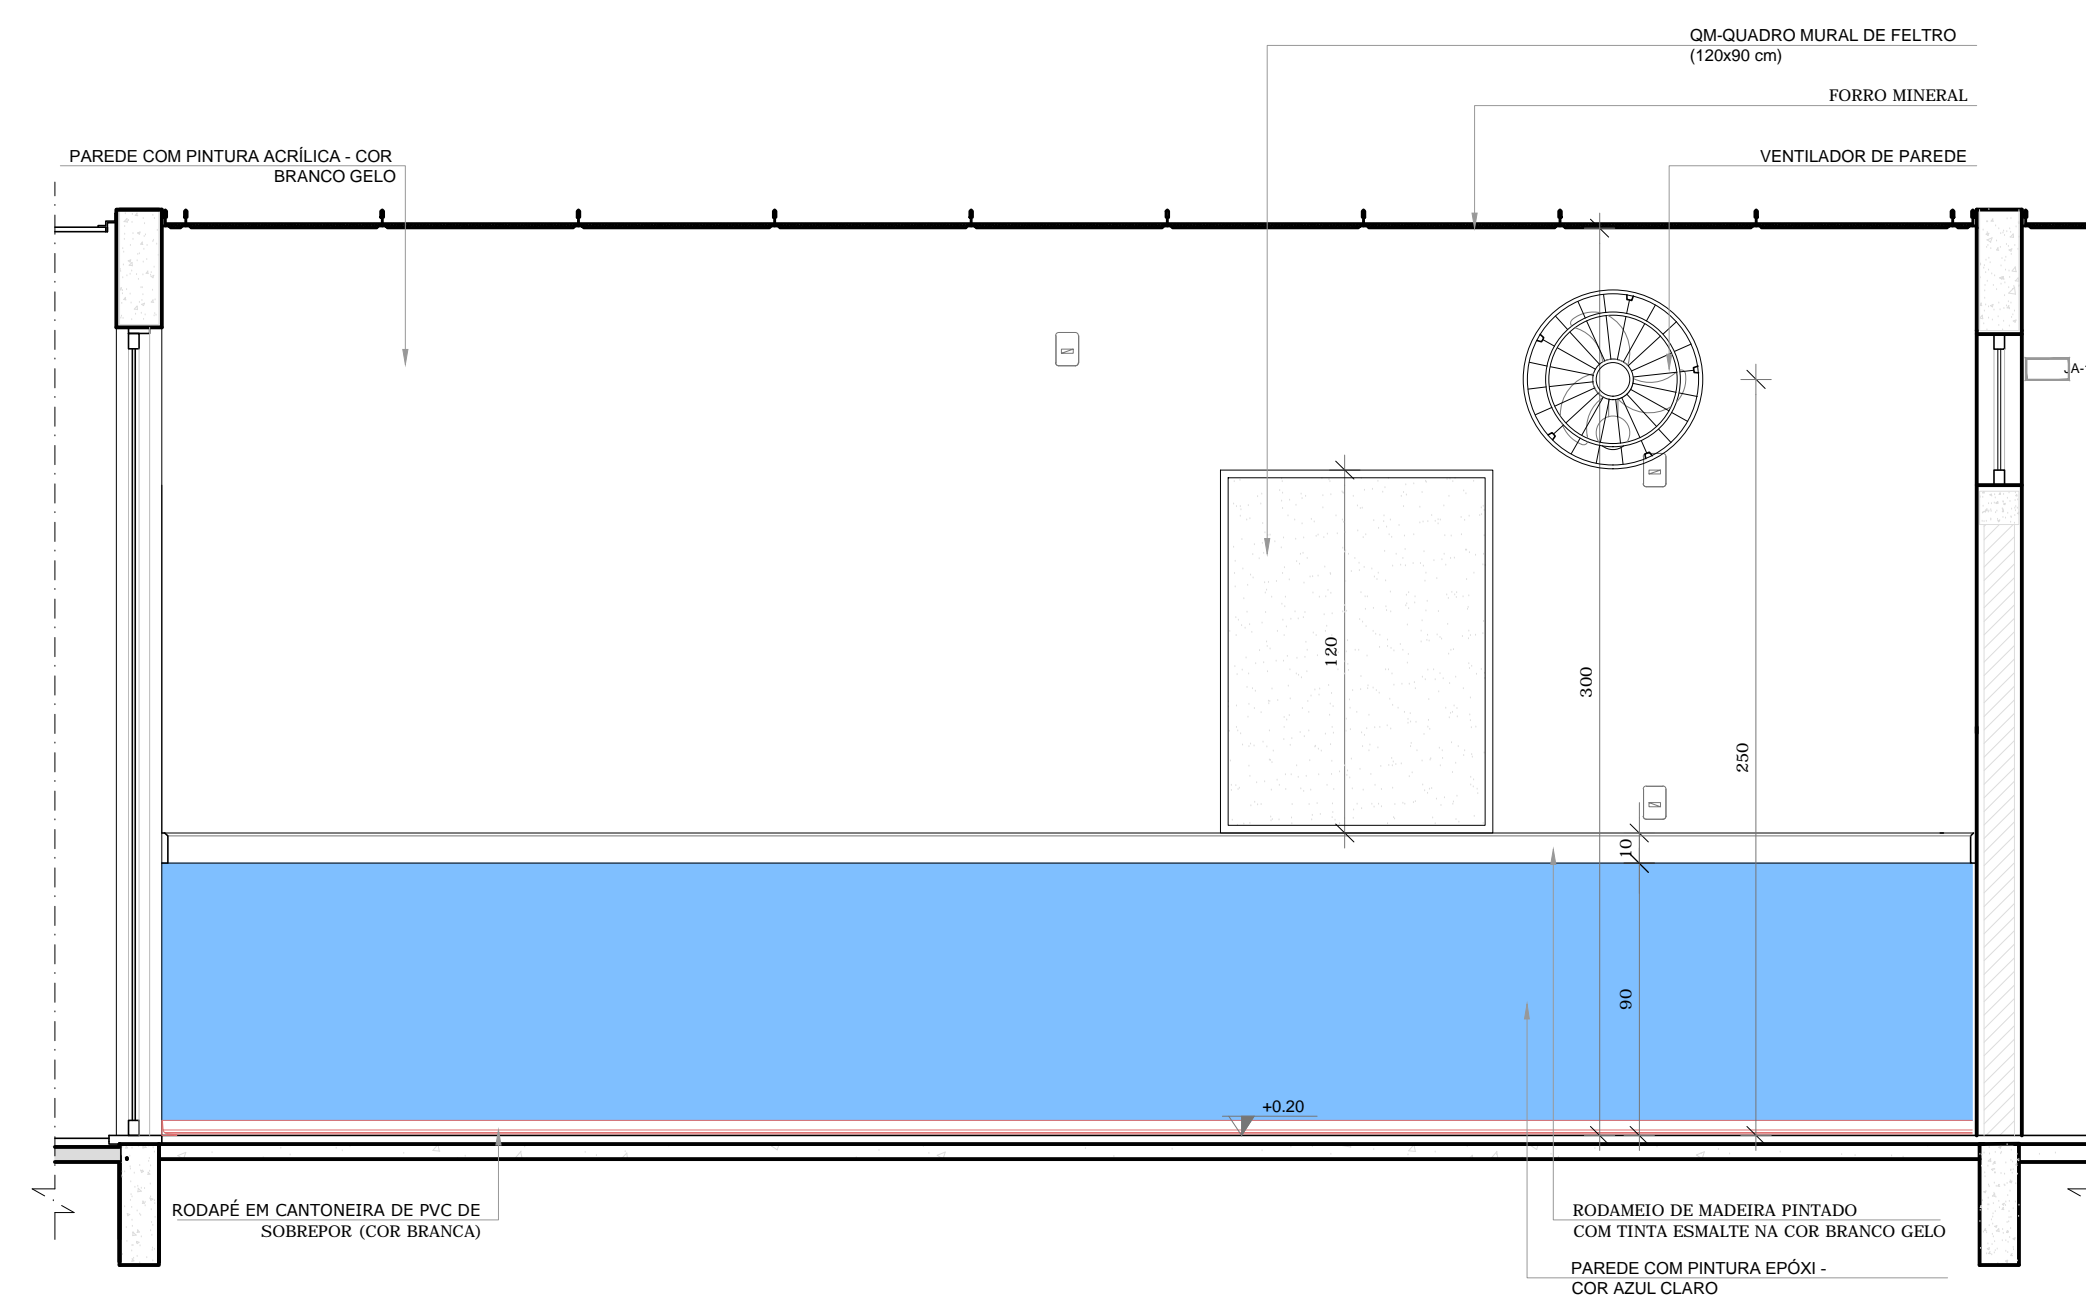 QM-QUADRO MURAL DE FELTRO
(120x90 cm)
FORRO MINERAL
PAREDE COM PINTURA ACRÍLICA - COR
BRANCO GELO
VENTILADOR DE PAREDE
120
300
250
10
90
+0.20
RODAPÉ EM CANTONEIRA DE PVC DE
SOBREPOR (COR BRANCA)
RODAMEIO DE MADEIRA PINTADO
COM TINTA ESMALTE NA COR BRANCO GELO
PAREDE COM PINTURA EPÓXI -
COR AZUL CLARO